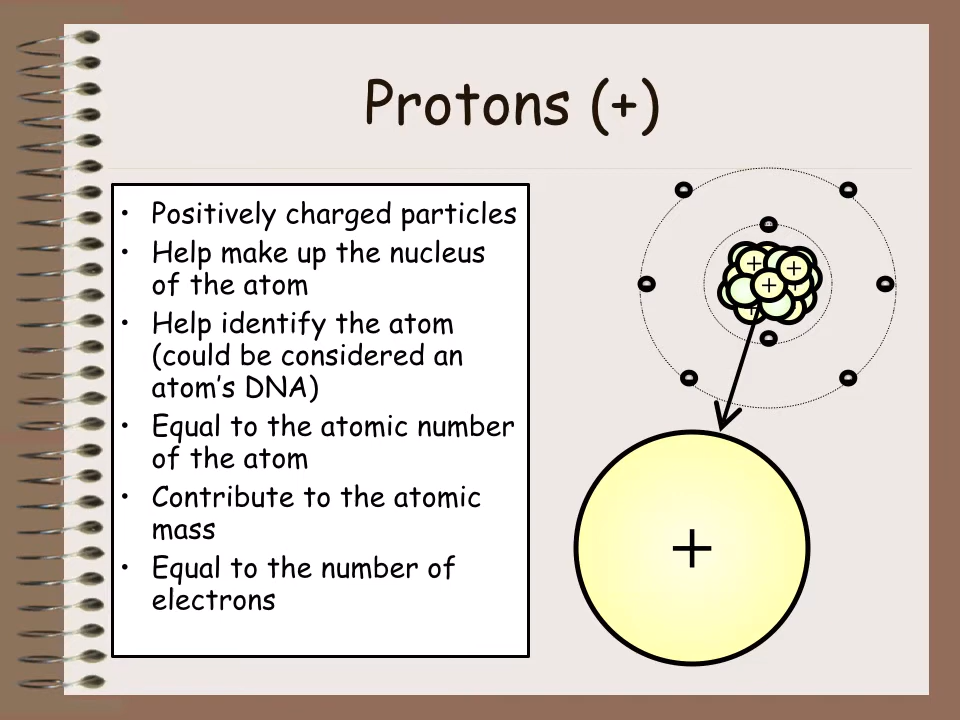 Protons (+)
• Positively charged particles
• Help make up the nucleus
of the atom
• Help identify the atom
(could be considered an
atom’s DNA)
• Equal to the atomic number
of the atom
• Contribute to the atomic
mass
• Equal to the number of
electrons
+
+
+
+
+
+